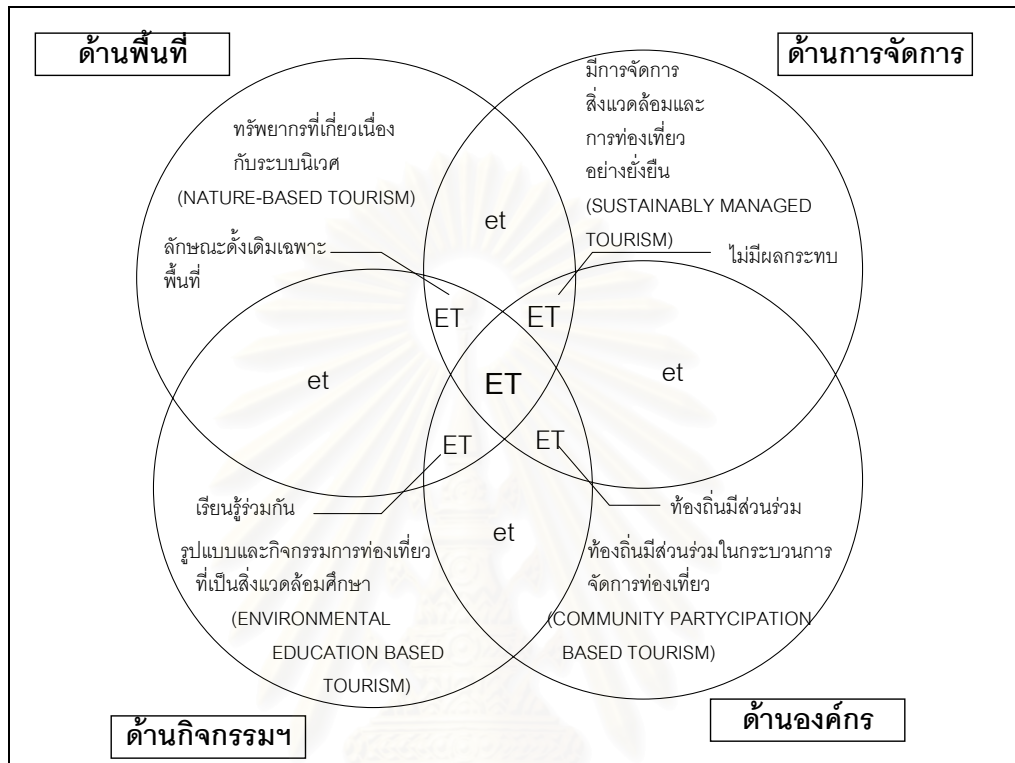 ด้านพื้นที่
ด้านการจัดการ
ทรัพยากรที่เกี่ยวเนื่อง
กับระบบนิเวศ
(NATURE-BASED TOURISM)
มีการจัดการ
สิ่งแวดล้อมและ
การท่องเที่ยว
อย่างยั่งยืน
(SUSTAINABLY MANAGED
TOURISM)
et
ลักษณะดั้งเดิมเฉพาะ
พื้นที่
ไม่มีผลกระทบ
ET
ET
et
ET
et
ET
ET
เรียนรู้ร่วมกัน
ท้องถิ่นมีส่วนร่วม
et
รูปแบบและกิจกรรมการท่องเที่ยว
ที่เป็นสิ่งแวดล้อมศึกษา
(ENVIRONMENTAL
EDUCATION BASED
TOURISM)
ท้องถิ่นมีส่วนร่วมในกระบวนการ
จัดการท่องเที่ยว
(COMMUNITY PARTYCIPATION
BASED TOURISM)
ด้านกิจกรรมฯ
ด้านองค์กร